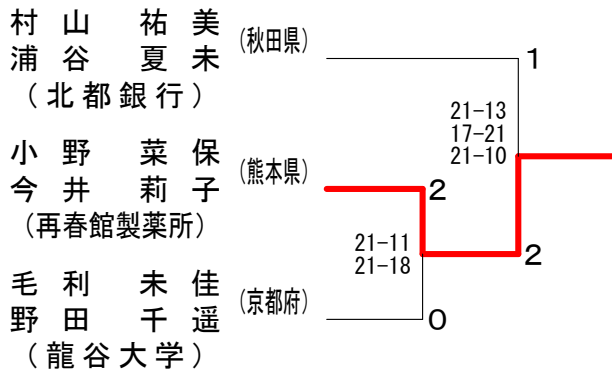 村山 祐美
浦谷 夏未
(秋田県)
(北都銀行)
1
21-13
17-21
21-10
小野 菜保
今井 莉子
(熊本県)
(再春館製薬所)
2
21-11
21-18
2
毛利 未佳
野田 千遥
(京都府)
(龍谷大学)
0